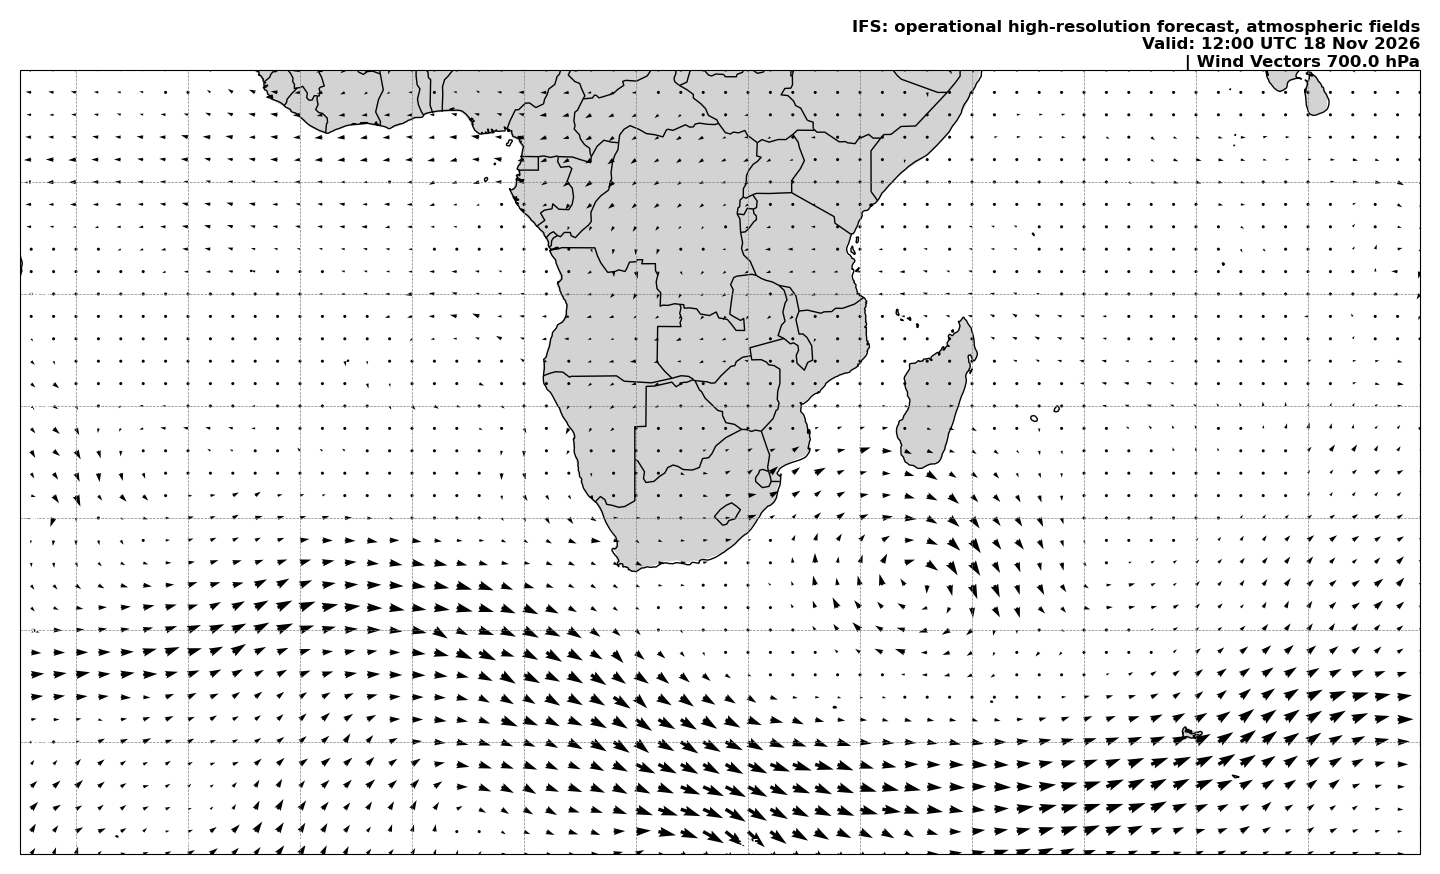 IFS: operational high-resolution forecast, atmospheric fields
Valid: 12:00 UTC 18 Nov 2026
| Wind Vectors 700.0 hPa